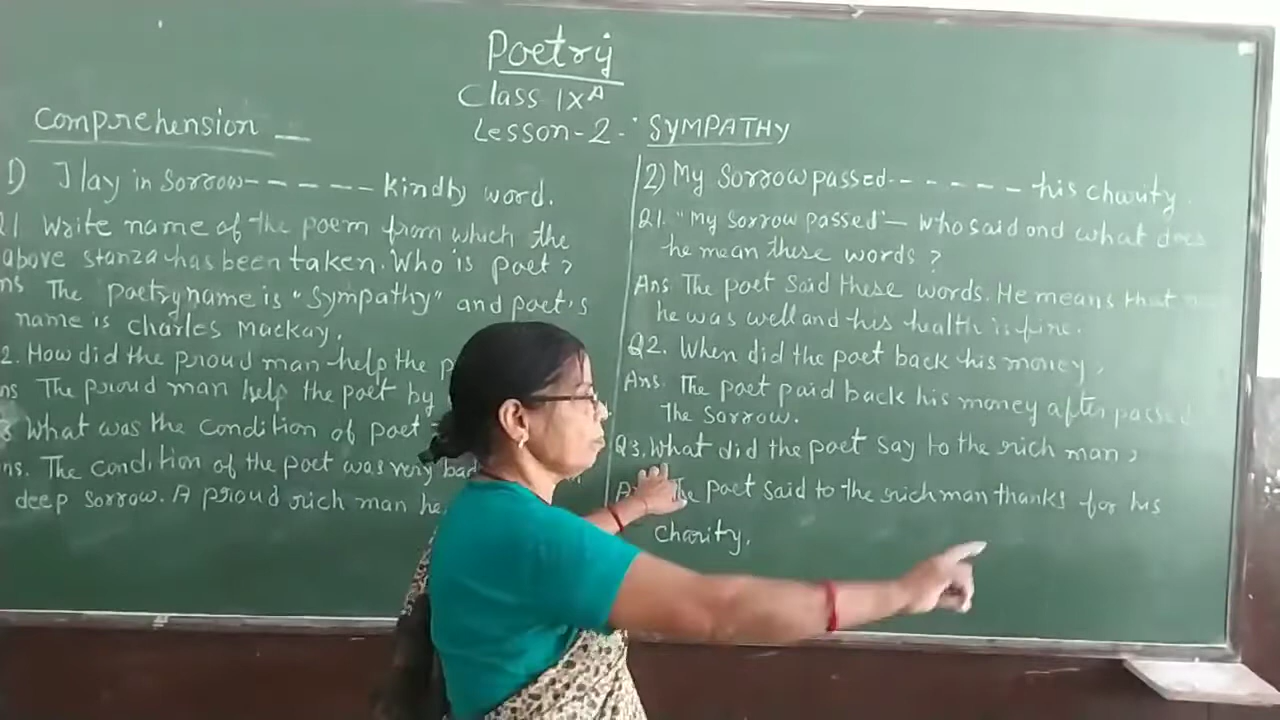 Poetry
Class IX A
Lesson-2. SYMPATHY
Comprehension —
1) I lay in Sorrow------ kindly word.
Q1 Write name of the poem from which the
above stanza has been taken. Who is poet?
Ans The Poetry name is "Sympathy" and poet's
name is Charles Mackay.
2. How did the proud man help the
Ans The proud man help the poet by
What was the condition of poet
Ans. The condition of the poet was very bad
deep sorrow. A proud rich man
2) My Sorrow passed------- his charity.
Q1. "My sorrow passed" — who said and what does
he mean these words?
Ans The poet said these words. He means that
he was well and his health is fine.
Q2. When did the poet back his money,
Ans. The poet paid back his money after passed
the sorrow.
Q3. What did the poet say to the rich man,
The poet said to the rich man thanks for his
charity.